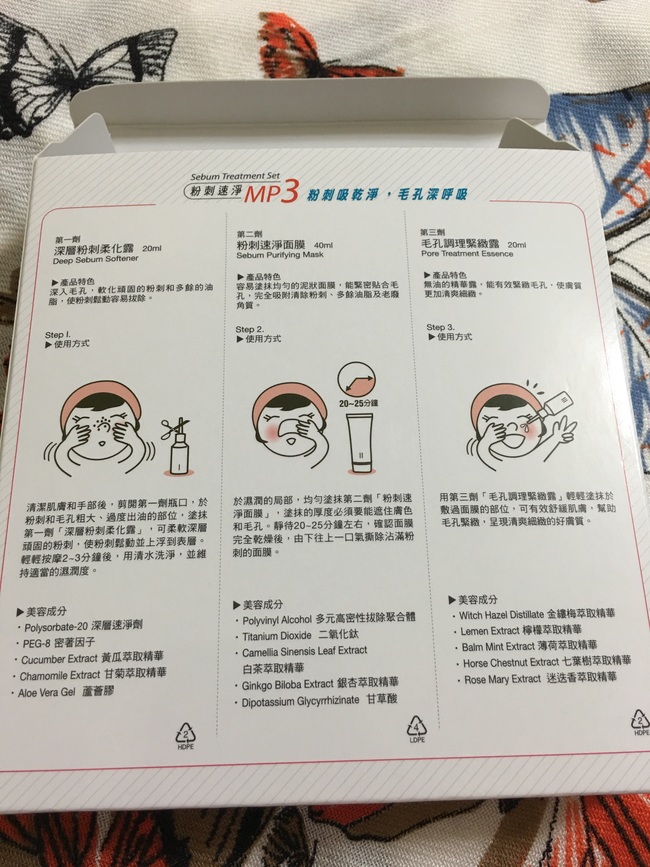 Sebum Treatment Set
粉刺速淨 MP3 粉刺吸乾淨，毛孔深呼吸
第一劑
深層粉刺柔化露 20ml
Deep Sebum Softener
▶產品特色
深入毛孔，軟化頑固的粉刺和多餘的油
脂，使粉刺鬆動容易拔除。
Step I.
▶使用方式
I
清潔肌膚和手部後，剪開第一劑瓶口，於
粉刺和毛孔粗大、過度出油的部位，塗抹
第一劑「深層粉刺柔化露」，可柔軟深層
頑固的粉刺，使粉刺鬆動並上浮到表層。
輕輕按摩2~3分鐘後，用清水洗淨，並維
持適當的濕潤度。
▶美容成分
・Polysorbate-20 深層速淨劑
・PEG-8 密著因子
・Cucumber Extract 黃瓜萃取精華
・Chamomile Extract 甘菊萃取精華
・Aloe Vera Gel 蘆薈膠
2
HDPE
第二劑
粉刺速淨面膜 40ml
Sebum Purifying Mask
▶產品特色
容易塗抹均勻的泥狀面膜，能緊密貼合毛
孔，完全吸附清除粉刺、多餘油脂及老廢
角質。
Step 2.
▶使用方式
20~25分鐘
II
於濕潤的局部，均勻塗抹第二劑「粉刺速
淨面膜」，塗抹的厚度必須要能遮住膚色
和毛孔。靜待20~25分鐘左右，確認面膜
完全乾燥後，由下往上一口氣撕除沾滿粉
刺的面膜。
▶美容成分
・Polyvinyl Alcohol 多元高密性拔除聚合體
・Titanium Dioxide 二氧化鈦
・Camellia Sinensis Leaf Extract
白茶萃取精華
・Ginkgo Biloba Extract 銀杏萃取精華
・Dipotassium Glycyrrhizinate 甘草酸
4
LDPE
第三劑
毛孔調理緊緻露 20ml
Pore Treatment Essence
▶產品特色
無油的精華露，能有效緊緻毛孔，使膚質
更加清爽細緻。
Step 3.
▶使用方式
III
用第三劑「毛孔調理緊緻露」輕輕塗抹於
敷過面膜的部位，可有效舒緩肌膚，幫助
毛孔緊緻，呈現清爽細緻的好膚質。
▶美容成分
・Witch Hazel Distillate 金縷梅萃取精華
・Lemen Extract 檸檬萃取精華
・Balm Mint Extract 薄荷萃取精華
・Horse Chestnut Extract 七葉樹萃取精華
・Rose Mary Extract 迷迭香萃取精華
2
HDPE